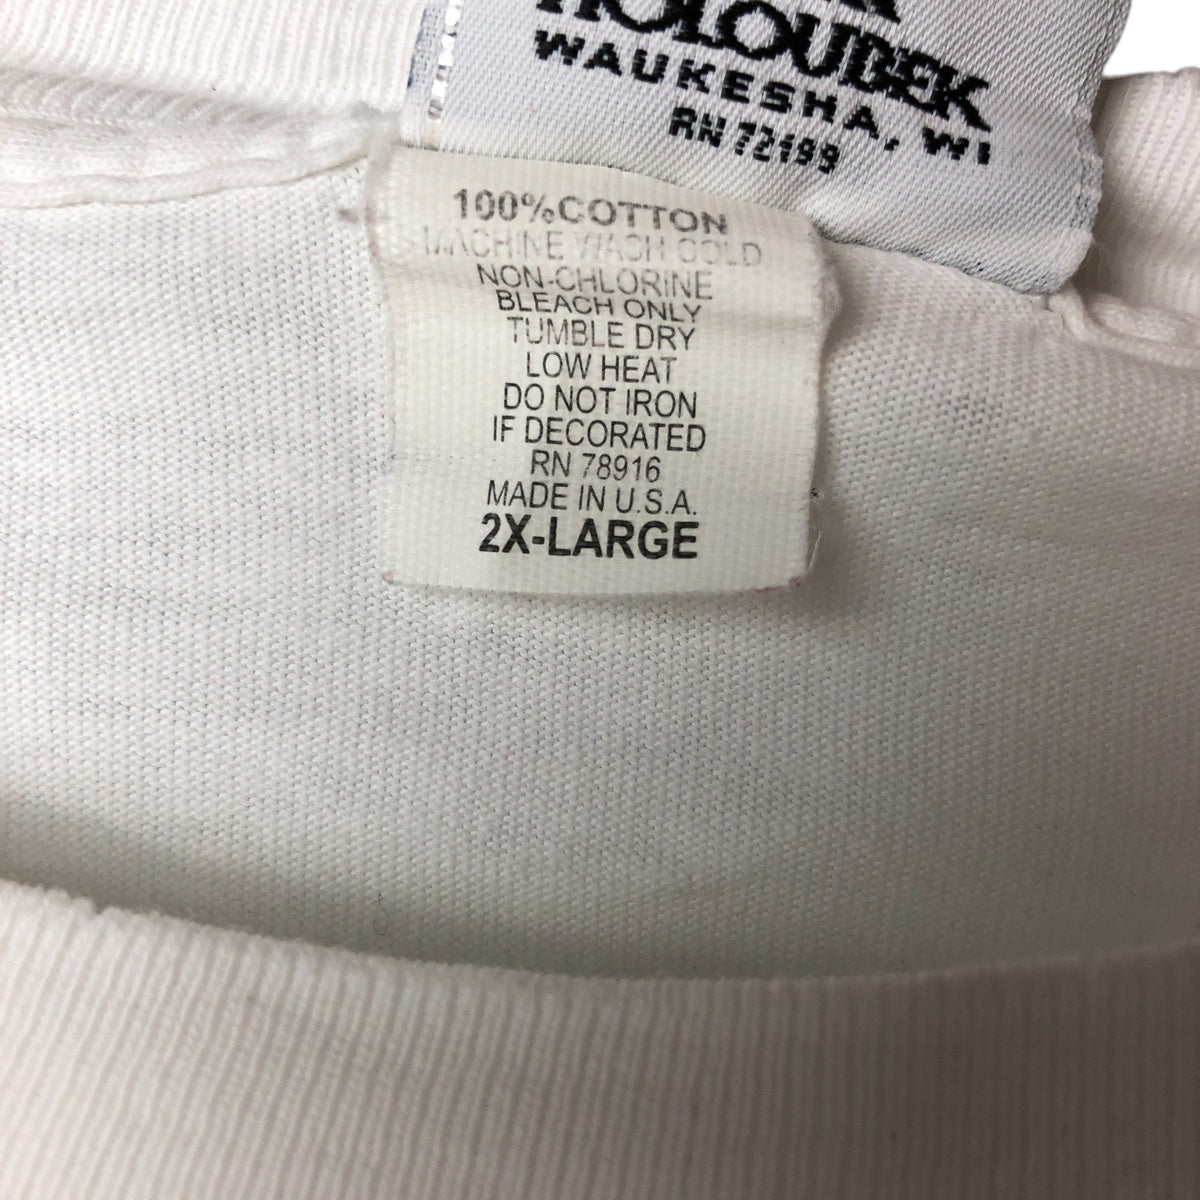 HOLOUBEK
WAUKESHA, WI
RN 72199
100%COTTON
MACHINE WASH COLD
NON-CHLORINE
BLEACH ONLY
TUMBLE DRY
LOW HEAT
DO NOT IRON
IF DECORATED
RN 78916
MADE IN U.S.A.
2X-LARGE